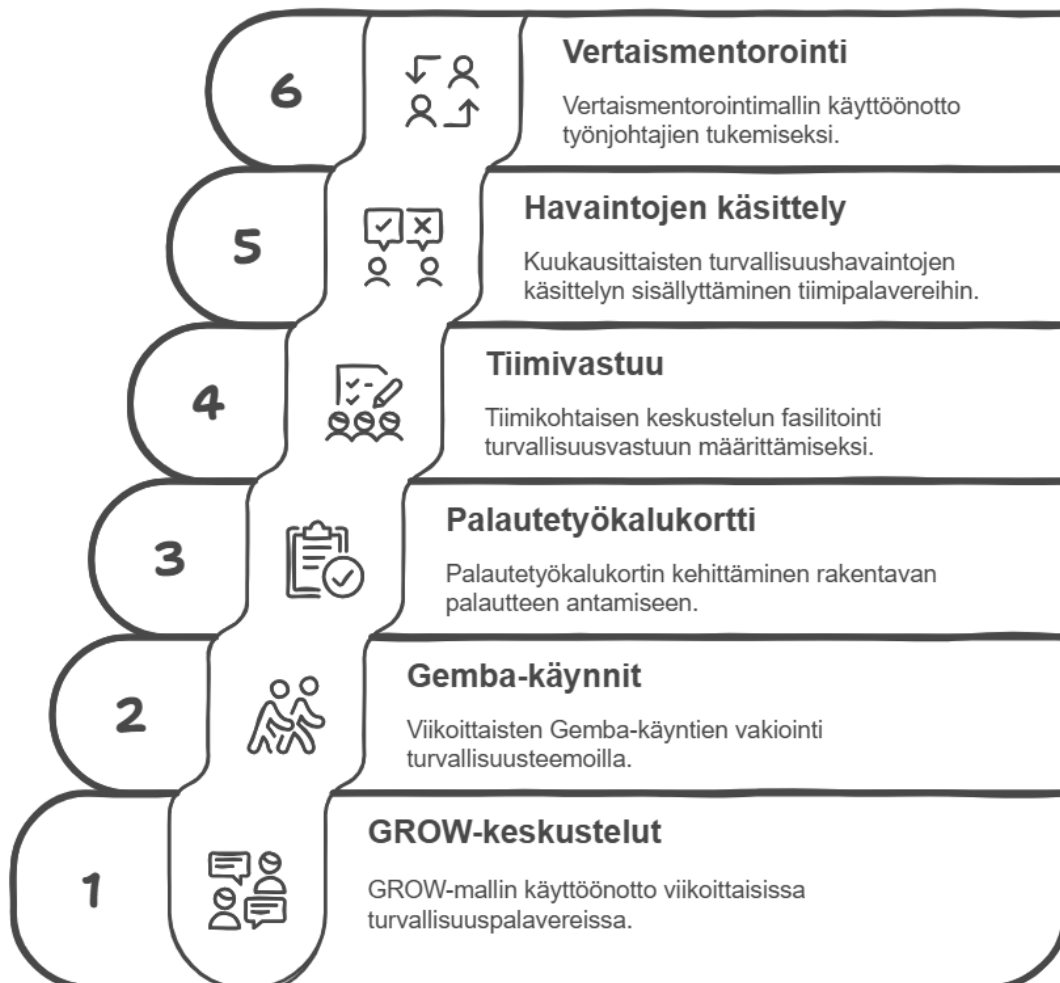 6
Vertaismentorointi
Vertaismentorointimallin käyttöönotto
työnjohtajien tukemiseksi.
5
Havaintojen käsittely
Kuukausittaisten turvallisuushavaintojen
käsittelyn sisällyttäminen tiimipalavereihin.
4
Tiimivastuu
Tiimikohtaisen keskustelun fasilitointi
turvallisuusvastuun määrittämiseksi.
3
Palautetyökalukortti
Palautetyökalukortin kehittäminen rakentavan
palautteen antamiseen.
2
Gemba-käynnit
Viikoittaisten Gemba-käyntien vakiointi
turvallisuusteemoilla.
1
GROW-keskustelut
GROW-mallin käyttöönotto viikoittaisissa
turvallisuuspalavereissa.